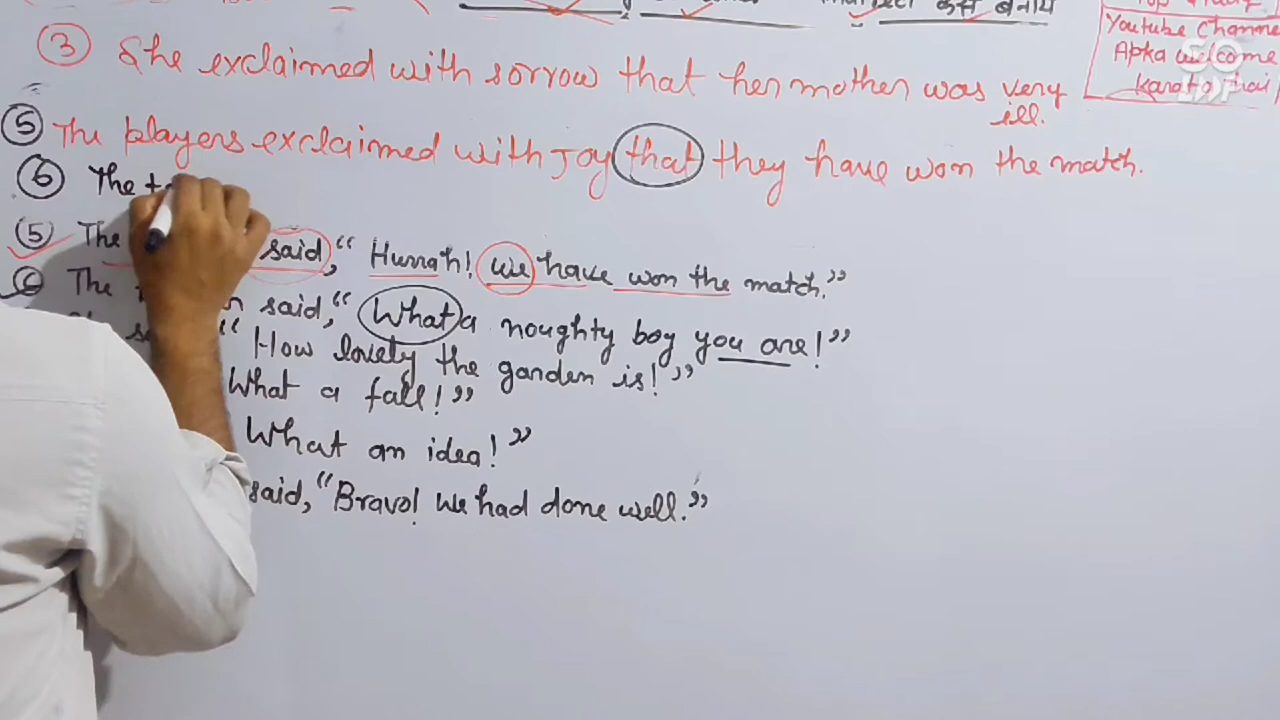 कैसे बनाये
Youtube Channe
Apka welcome
Karata
③ She exclaimed with sorrow that her mother was very
ill.
⑤ The players exclaimed with Joy that they have won the match.
⑥ The t
(5) The said, “Hurrah! We have won the match.”
The said, “What a noughty boy you are!”
“How lovely the garden is!”
What a fall!”
What an idea!”
said, “Bravo! We had done well.”